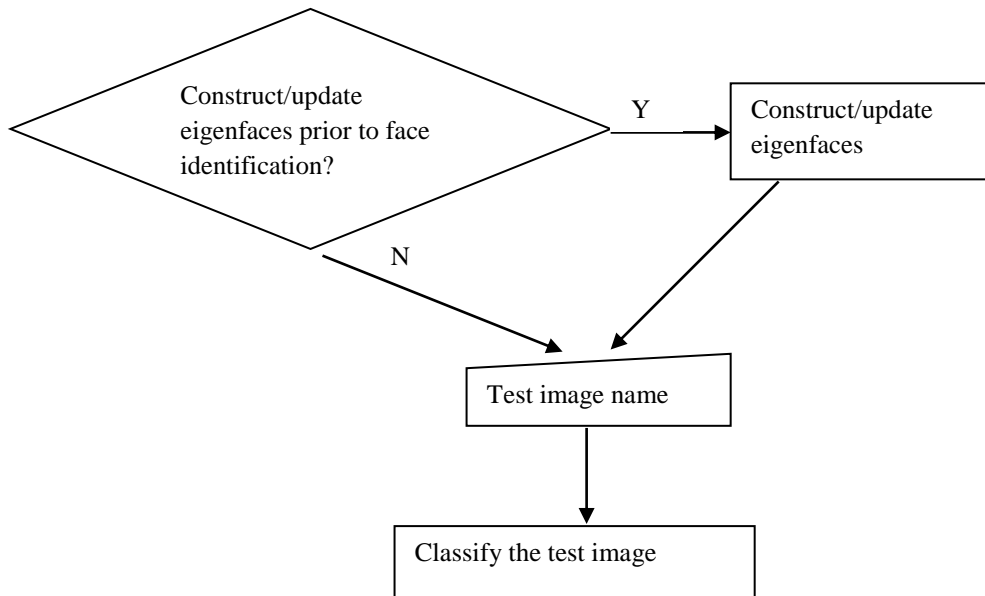 Construct/update
eigenfaces prior to face
identification?
Y
Construct/update
eigenfaces
N
Test image name
Classify the test image